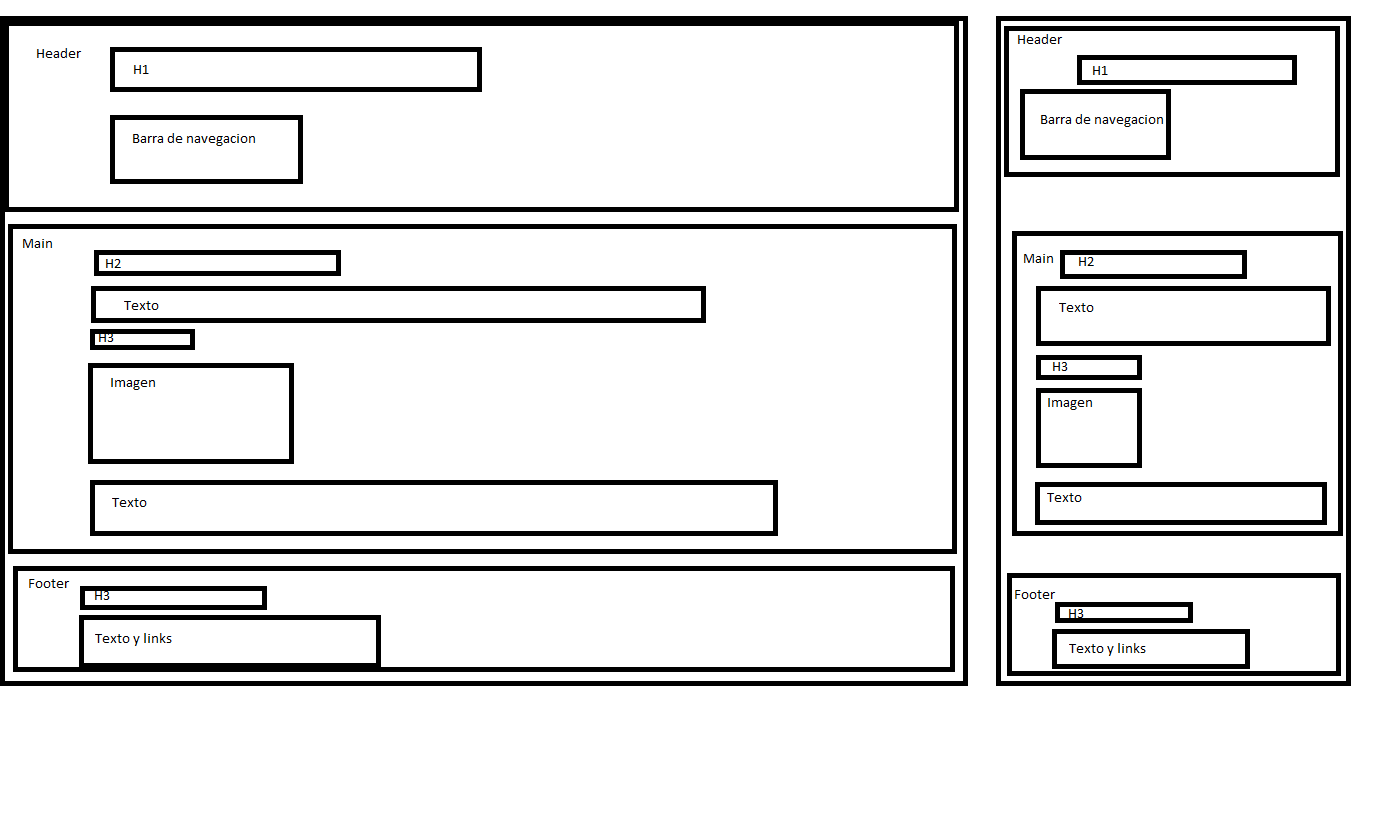 Header
H1
Barra de navegacion
Main
H2
Texto
H3
Imagen
Texto
Footer
H3
Texto y links
Header
H1
Barra de navegacion
Main
H2
Texto
H3
Imagen
Texto
Footer
H3
Texto y links